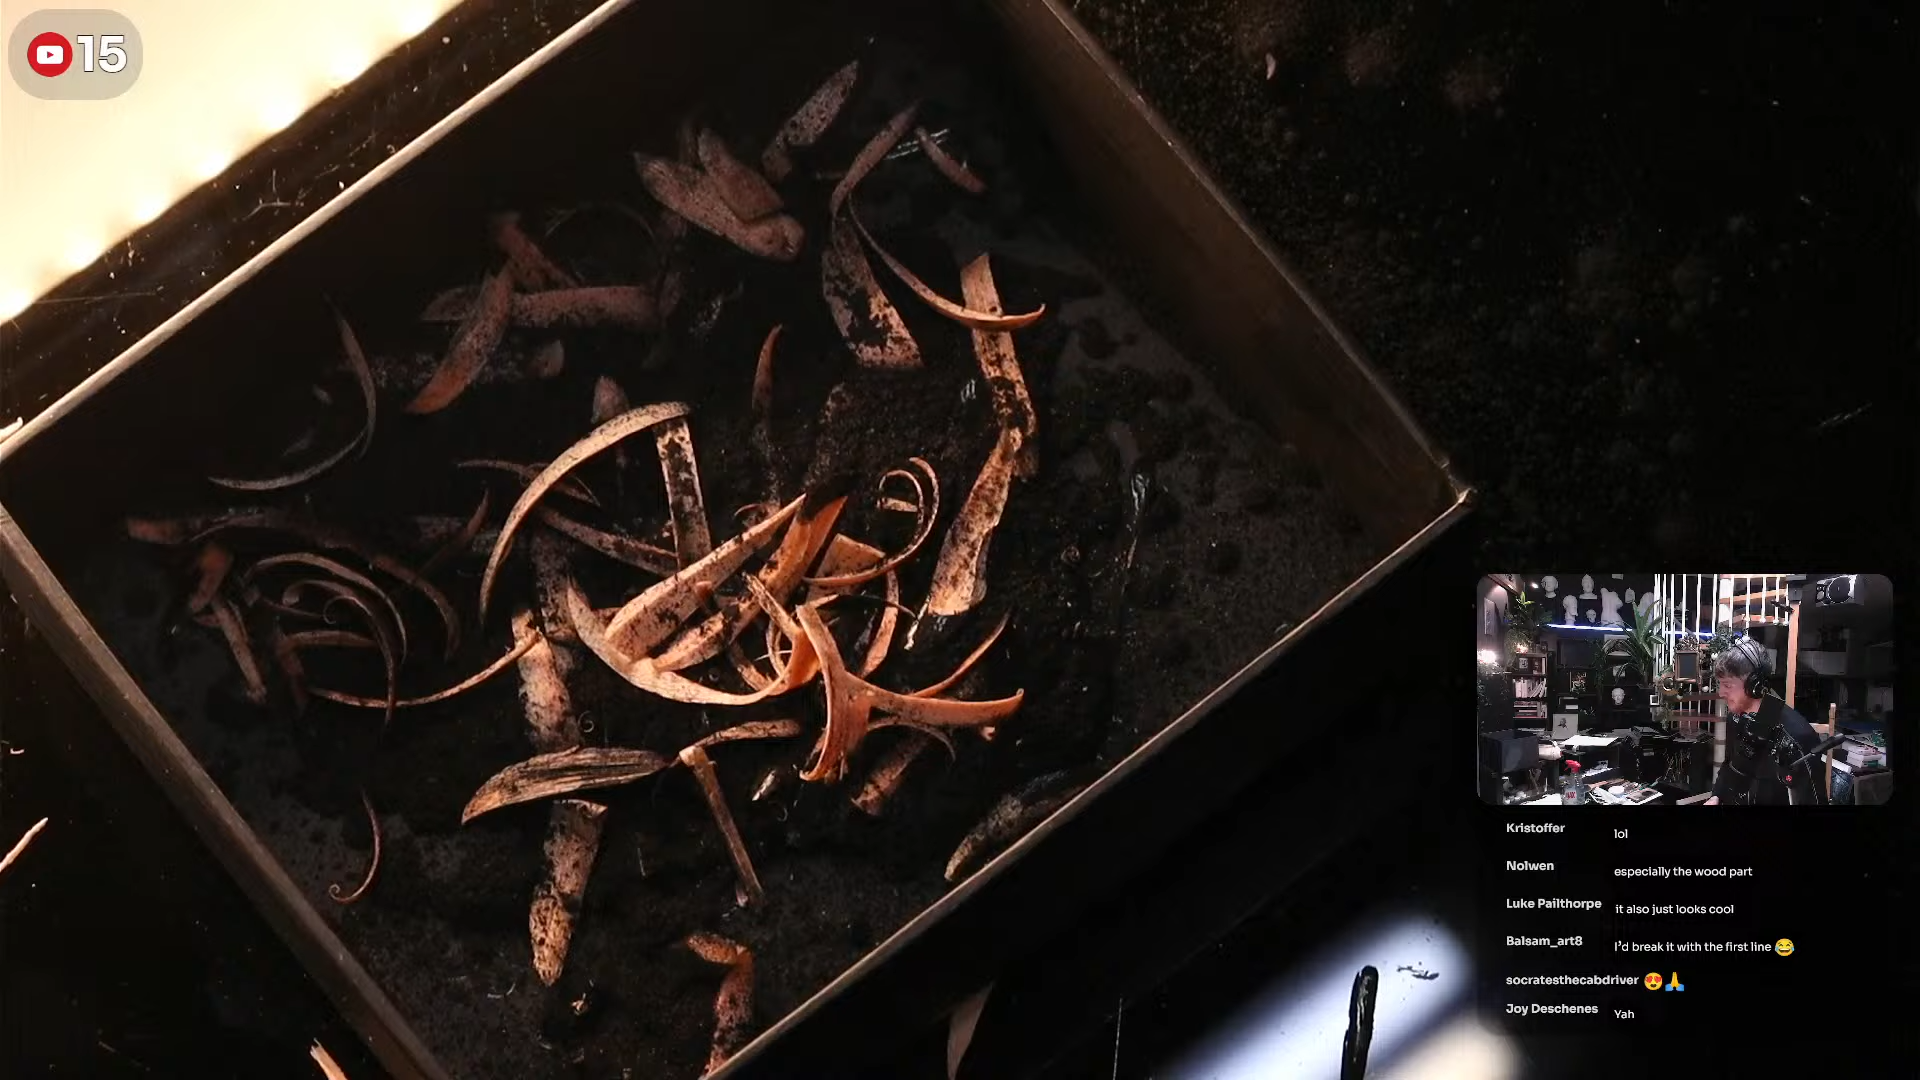 15
Kristoffer lol
Nolwen especially the wood part
Luke Pailthorpe it also just looks cool
Balsam_art8 I'd break it with the first line 😂
socratesthecabdriver 😍🙏
Joy Deschenes Yah